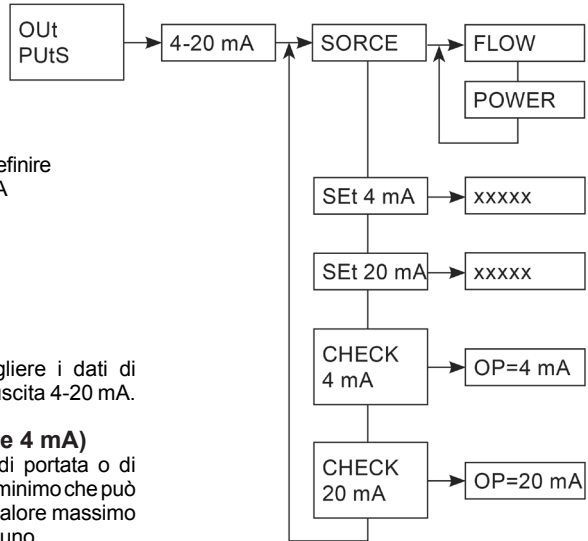 OUt
PUtS
4-20 mA
SORCE
FLOW
POWER
efinire
A
SEt 4 mA
xxxxx
SEt 20 mA
xxxxx
gliere i dati di
uscita 4-20 mA.
CHECK
4 mA
OP=4 mA
e 4 mA)
di portata o di
minimo che può
valore massimo
uno
CHECK
20 mA
OP=20 mA